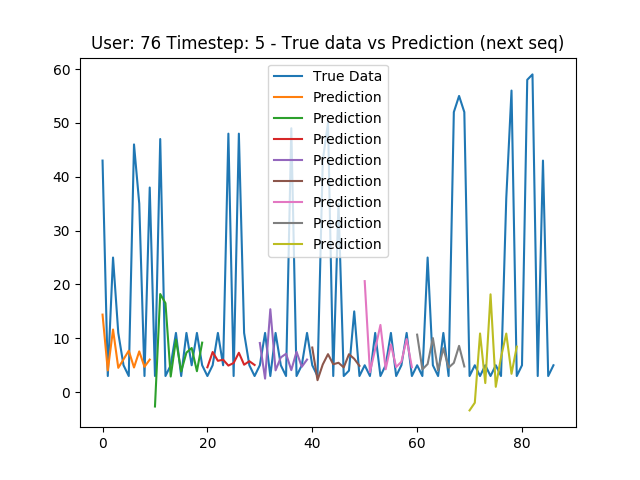 User: 76 Timestep: 5 - True data vs Prediction (next seq)
60
50
40
30
20
10
0
True Data
Prediction
Prediction
Prediction
Prediction
Prediction
Prediction
Prediction
Prediction
0
20
40
60
80